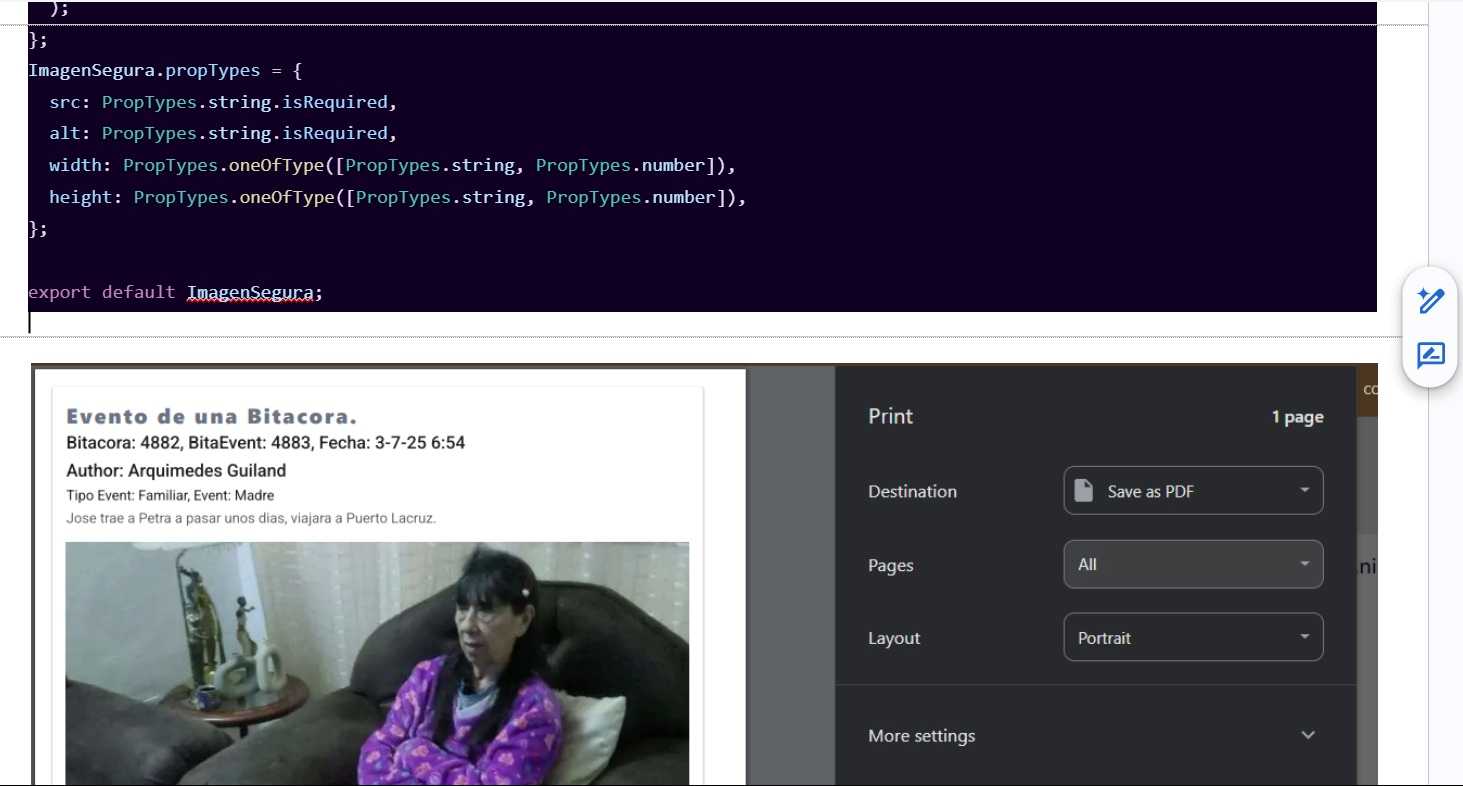 );
};
ImagenSegura.propTypes = {
src: PropTypes.string.isRequired,
alt: PropTypes.string.isRequired,
width: PropTypes.oneOfType([PropTypes.string, PropTypes.number]),
height: PropTypes.oneOfType([PropTypes.string, PropTypes.number]),
};
export default ImagenSegura;
Evento de una Bitacora.
Bitacora: 4882, BitaEvent: 4883, Fecha: 3-7-25 6:54
Author: Arquimedes Guiland
Tipo Event: Familiar, Event: Madre
Jose trae a Petra a pasar unos dias, viajara a Puerto Lacruz.
Print
1 page
Destination
Save as PDF
Pages
All
Layout
Portrait
More settings